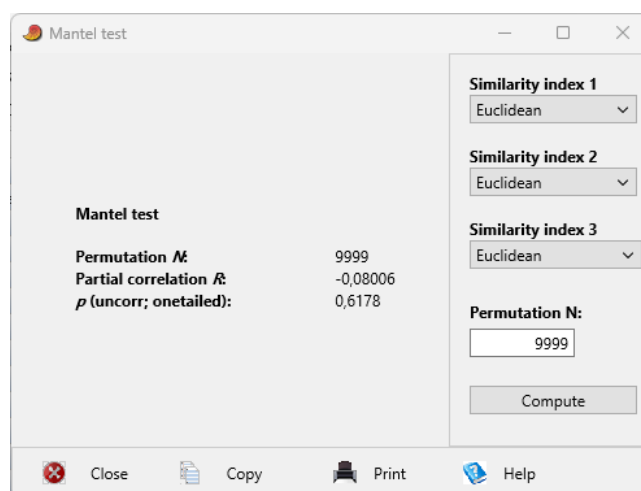 Mantel test
Similarity index 1
Euclidean
Similarity index 2
Euclidean
Similarity index 3
Euclidean
Permutation N:
9999
Compute
Mantel test
Permutation N: 9999
Partial correlation R: -0,08006
p (uncorr; onetailed): 0,6178
Close Copy Print Help